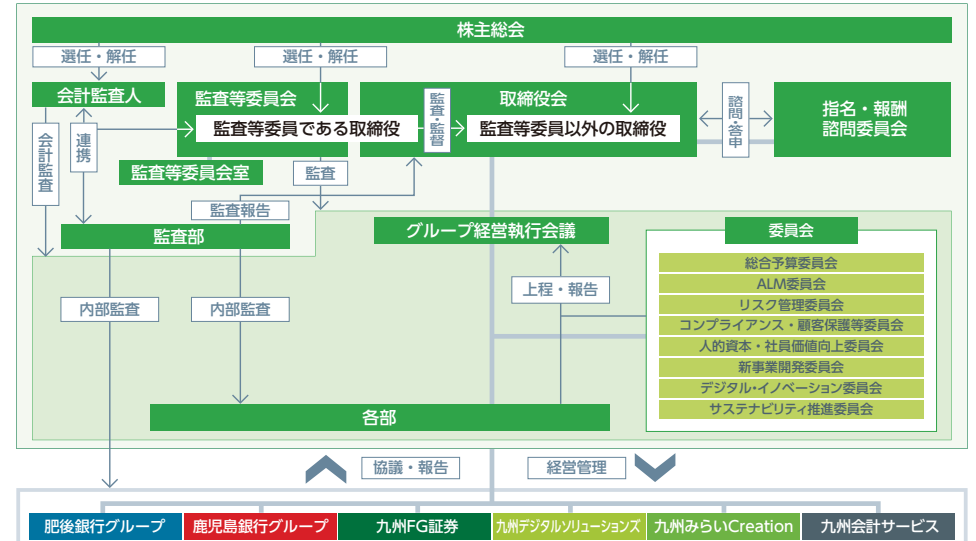 株主総会
選任・解任
選任・解任
選任・解任
会計監査人
監査等委員会
監査等委員である取締役
監査・監督
取締役会
監査等委員以外の取締役
諮問・答申
指名・報酬
諮問委員会
会計監査
連携
監査等委員会室
監査
監査報告
監査部
グループ経営執行会議
委員会
総合予算委員会
ALM委員会
リスク管理委員会
コンプライアンス・顧客保護等委員会
人的資本・社員価値向上委員会
新事業開発委員会
デジタル・イノベーション委員会
サステナビリティ推進委員会
内部監査
内部監査
上程・報告
各部
協議・報告
経営管理
肥後銀行グループ
鹿児島銀行グループ
九州FG証券
九州デジタルソリューションズ
九州みらいCreation
九州会計サービス